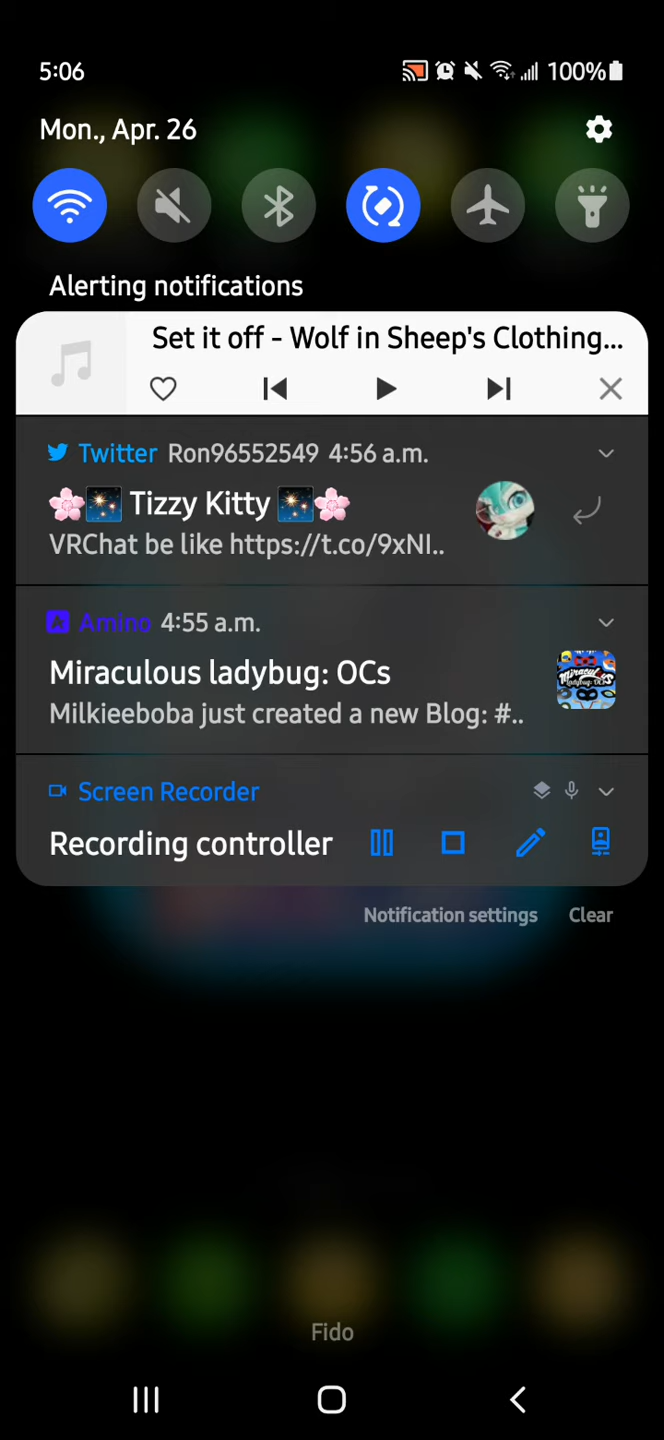 5:06
100%
Mon., Apr. 26
Alerting notifications
Set it off - Wolf in Sheep's Clothing...
Twitter Ron96552549 4:56 a.m.
🌸🎇 Tizzy Kitty 🎇🌸
VRChat be like https://t.co/9xNI..
Amino 4:55 a.m.
Miraculous ladybug: OCs
Milkieeboba just created a new Blog: #..
Screen Recorder
Recording controller
Notification settings Clear
Fido